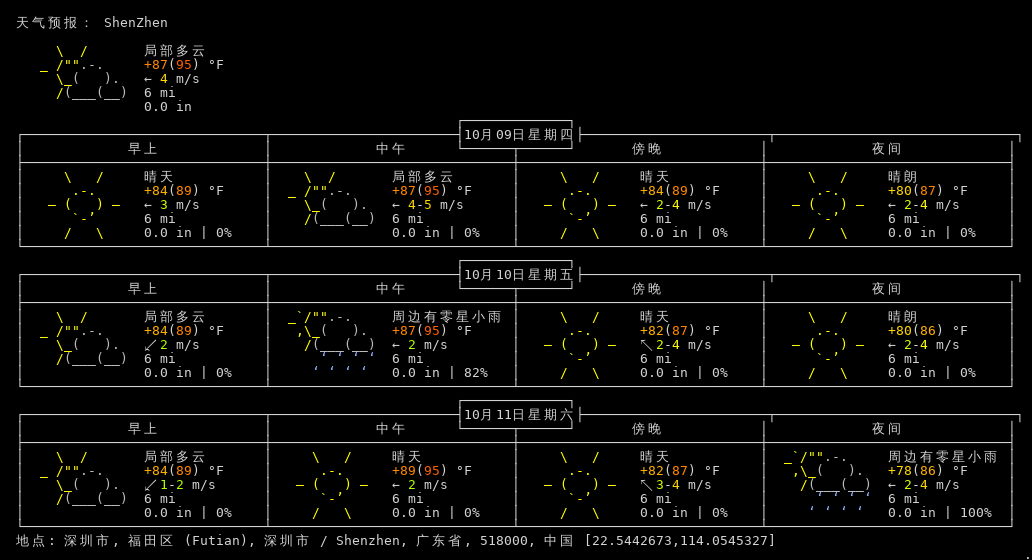 天气预报： ShenZhen
局部多云
+87(95) °F
← 4 m/s
6 mi
0.0 in
10月09日星期四
早上 中午 傍晚 夜间
晴天 局部多云 晴天 晴朗
+84(89) °F +87(95) °F +84(89) °F +80(87) °F
← 3 m/s ← 4-5 m/s ← 2-4 m/s ← 2-4 m/s
6 mi 6 mi 6 mi 6 mi
0.0 in | 0% 0.0 in | 0% 0.0 in | 0% 0.0 in | 0%
10月10日星期五
早上 中午 傍晚 夜间
局部多云 周边有零星小雨 晴天 晴朗
+84(89) °F +87(95) °F +82(87) °F +80(86) °F
↙ 2 m/s ← 2 m/s ↖ 2-4 m/s ← 2-4 m/s
6 mi 6 mi 6 mi 6 mi
0.0 in | 0% 0.0 in | 82% 0.0 in | 0% 0.0 in | 0%
10月11日星期六
早上 中午 傍晚 夜间
局部多云 晴天 晴天 周边有零星小雨
+84(89) °F +89(95) °F +82(87) °F +78(86) °F
↙ 1-2 m/s ← 2 m/s ↖ 3-4 m/s ← 2-4 m/s
6 mi 6 mi 6 mi 6 mi
0.0 in | 0% 0.0 in | 0% 0.0 in | 0% 0.0 in | 100%
地点: 深圳市, 福田区 (Futian), 深圳市 / Shenzhen, 广东省, 518000, 中国 [22.5442673,114.0545327]